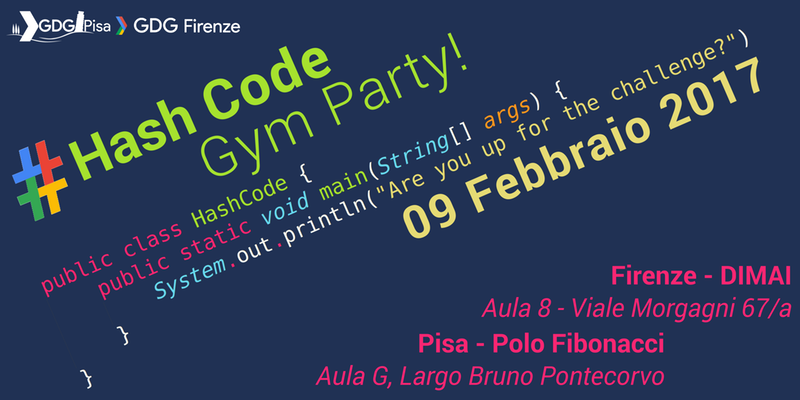 GDG Pisa GDG Firenze
#Hash Code
Gym Party!
public class HashCode {
public static void main(String[] args) {
System.out.println("Are you up for the challenge?")
}
}
09 Febbraio 2017
Firenze - DIMAI
Aula 8 - Viale Morgagni 67/a
Pisa - Polo Fibonacci
Aula G, Largo Bruno Pontecorvo